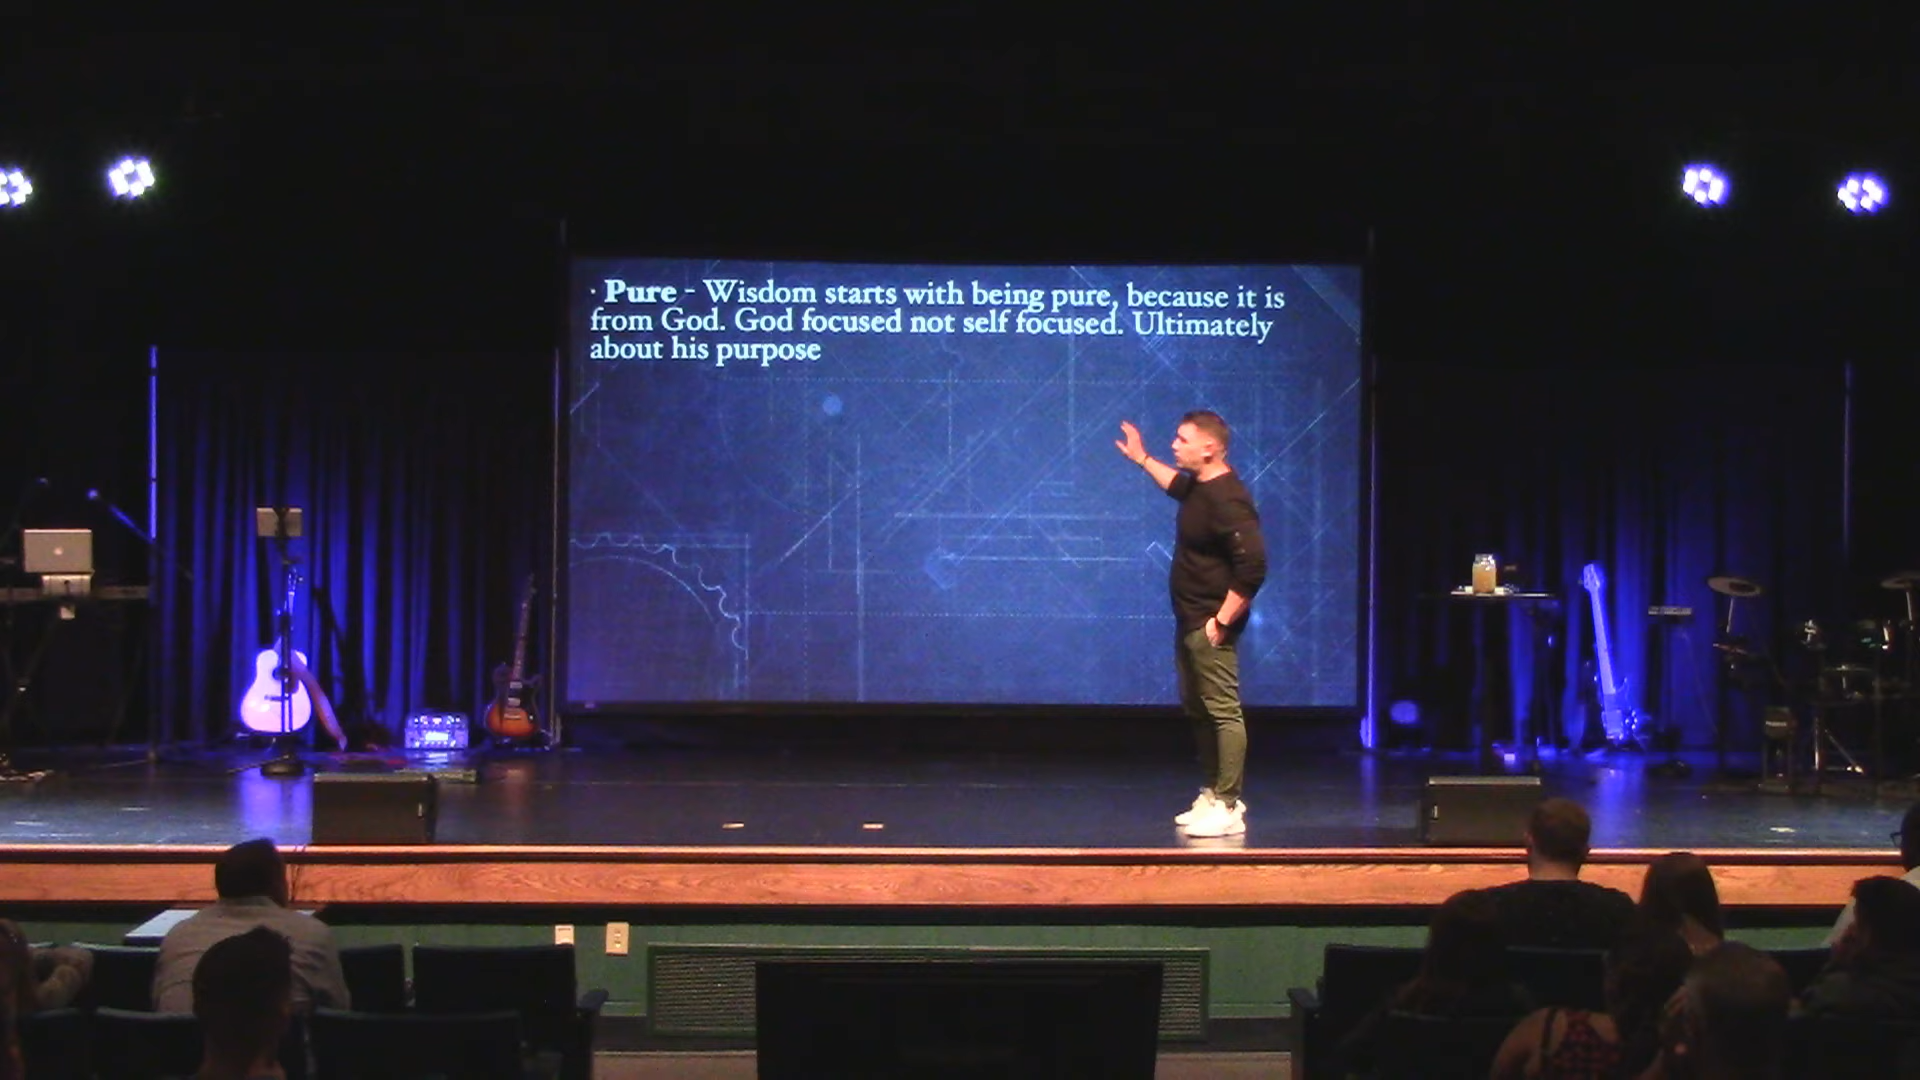 · Pure - Wisdom starts with being pure, because it is
from God. God focused not self focused. Ultimately
about his purpose